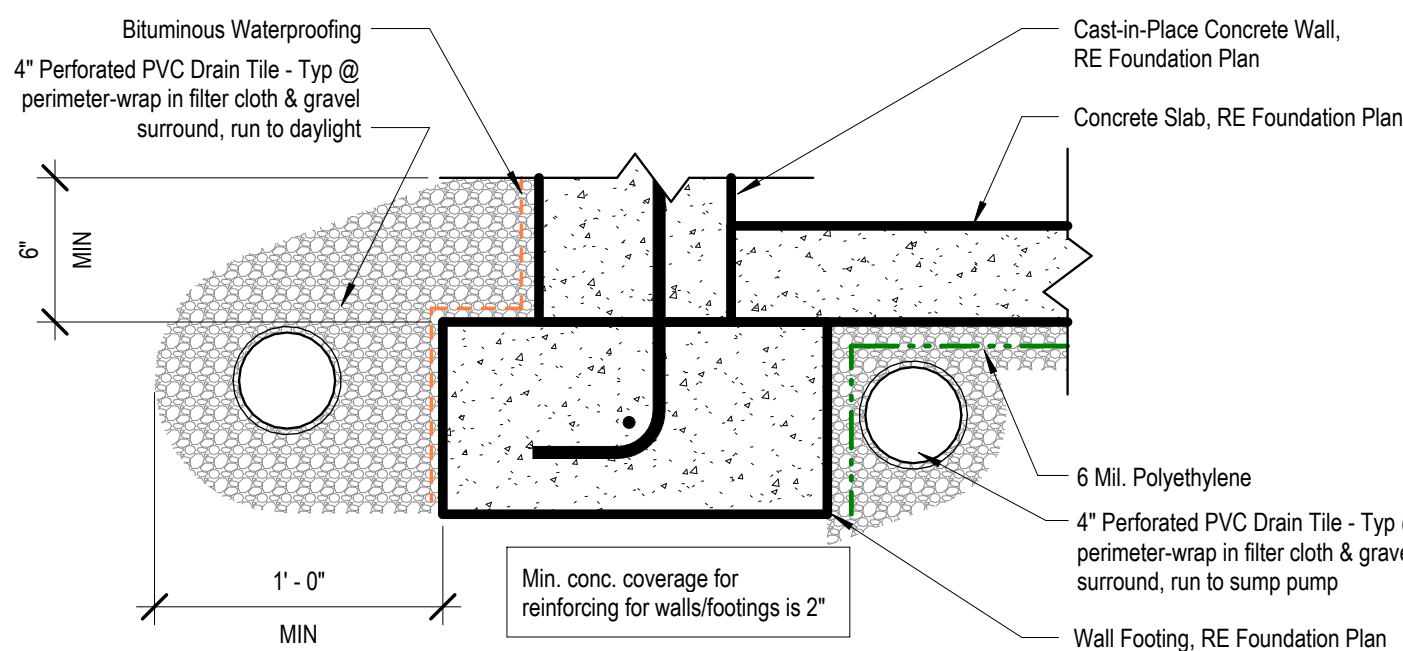 Bituminous Waterproofing
4" Perforated PVC Drain Tile - Typ @
perimeter-wrap in filter cloth & gravel
surround, run to daylight
Cast-in-Place Concrete Wall,
RE Foundation Plan
Concrete Slab, RE Foundation Plan
6"
MIN
6 Mil. Polyethylene
4" Perforated PVC Drain Tile - Typ
perimeter-wrap in filter cloth & grave
surround, run to sump pump
1' - 0"
MIN
Min. conc. coverage for
reinforcing for walls/footings is 2"
Wall Footing, RE Foundation Plan